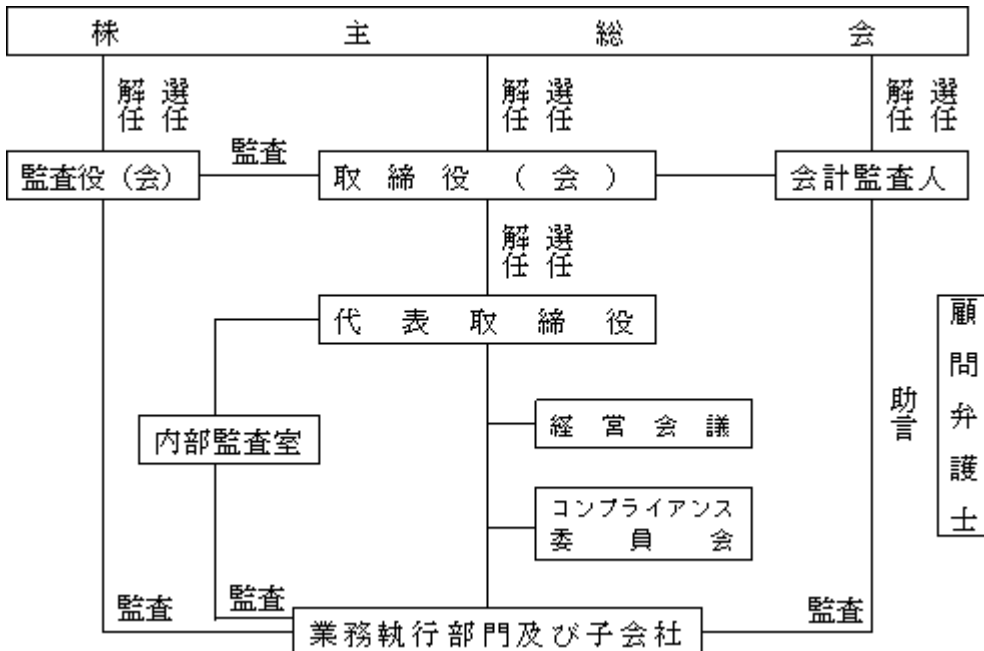 株主総会
解任 選任
解任 選任
解任 選任
監査役（会）
監査
取締役（会）
会計監査人
解任 選任
代表取締役
顧問弁護士
助言
経営会議
内部監査室
コンプライアンス
委員会
監査
監査
監査
業務執行部門及び子会社